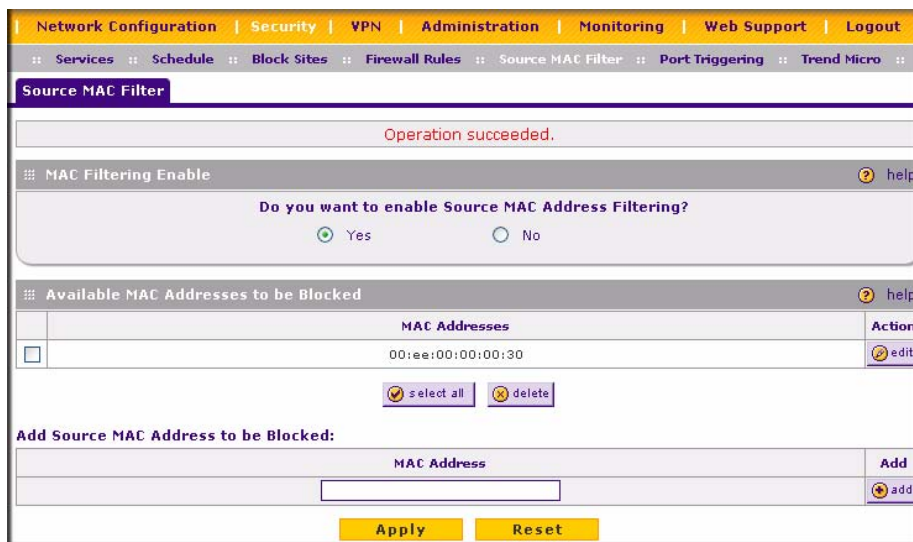 | Network Configuration | Security | VPN | Administration | Monitoring | Web Support | Logout
:: Services :: Schedule :: Block Sites :: Firewall Rules :: Source MAC Filter :: Port Triggering :: Trend Micro ::
Source MAC Filter
Operation succeeded.
MAC Filtering Enable
help
Do you want to enable Source MAC Address Filtering?
Yes No
Available MAC Addresses to be Blocked
help
MAC Addresses Action
00:ee:00:00:00:30 edit
select all delete
Add Source MAC Address to be Blocked:
MAC Address Add
add
Apply Reset